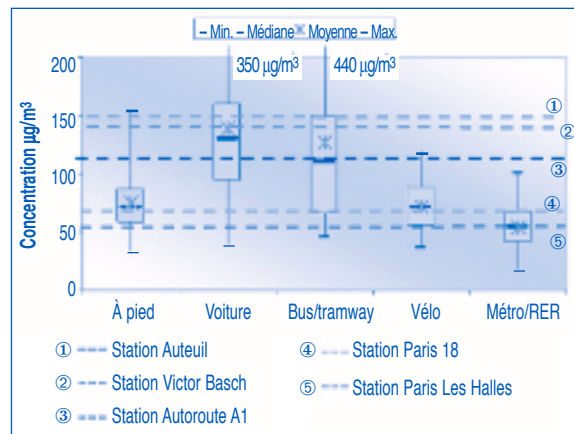 – Min. – Médiane Moyenne – Max.
350 µg/m³ 440 µg/m³
Concentration µg/m³
200
150
100
50
0
①
②
③
④
⑤
À pied Voiture Bus/tramway Vélo Métro/RER
① Station Auteuil ④ Station Paris 18
② Station Victor Basch ⑤ Station Paris Les Halles
③ Station Autoroute A1